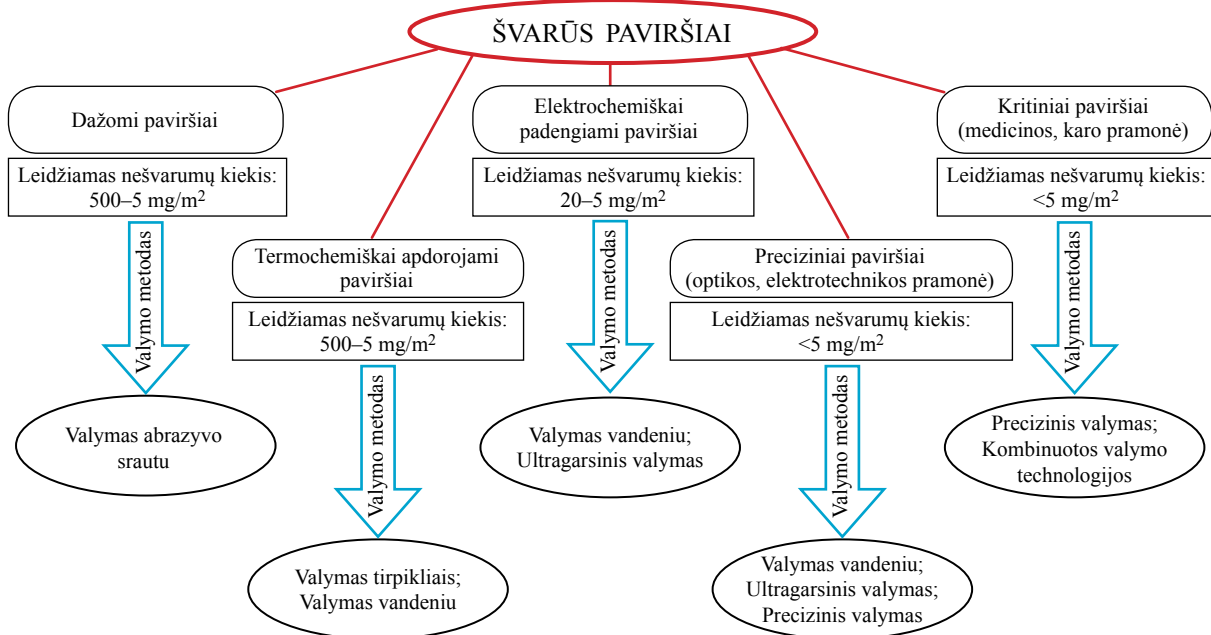 ŠVARŪS PAVIRŠIAI
Dažomi paviršiai
Leidžiamas nešvarumų kiekis:
500–5 mg/m²
Valymo metodas
Valymas abrazyvo
srautu
Termochemiškai apdorojami
paviršiai
Leidžiamas nešvarumų kiekis:
500–5 mg/m²
Valymo metodas
Valymas tirpikliais;
Valymas vandeniu
Elektrochemiškai
padengiami paviršiai
Leidžiamas nešvarumų kiekis:
20–5 mg/m²
Valymo metodas
Valymas vandeniu;
Ultragarsinis valymas
Preciziniai paviršiai
(optikos, elektrotechnikos pramonė)
Leidžiamas nešvarumų kiekis:
<5 mg/m²
Valymo metodas
Valymas vandeniu;
Ultragarsinis valymas;
Precizinis valymas
Kritiniai paviršiai
(medicinos, karo pramonė)
Leidžiamas nešvarumų kiekis:
<5 mg/m²
Valymo metodas
Precizinis valymas;
Kombinuotos valymo
technologijos